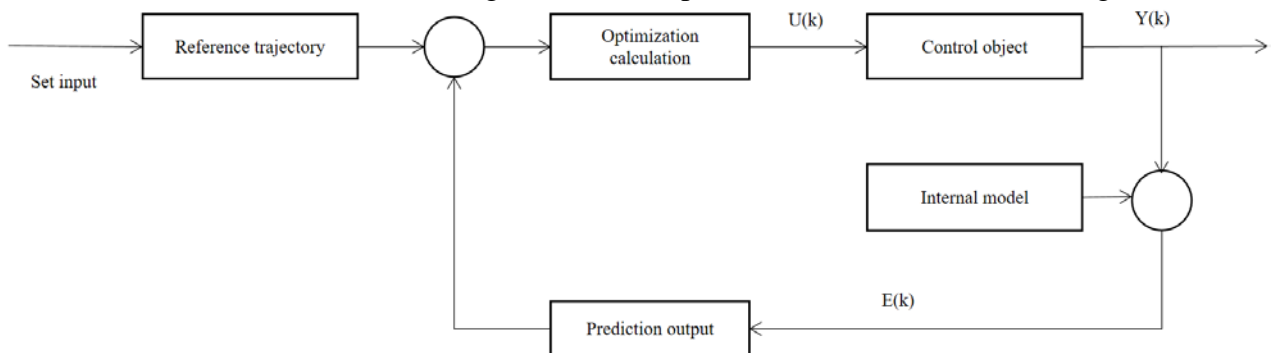 U(k)
Y(k)
Reference trajectory
Optimization
calculation
Control object
Set input
Internal model
E(k)
Prediction output